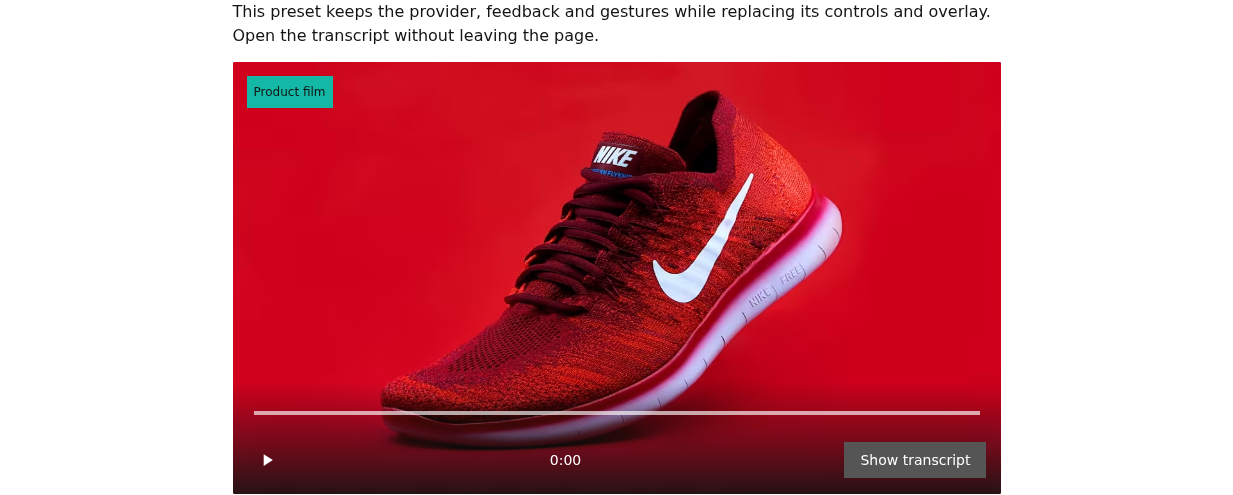 This preset keeps the provider, feedback and gestures while replacing its controls and overlay.
Open the transcript without leaving the page.
Product film
NIKE
NIKE FREE
0:00
Show transcript